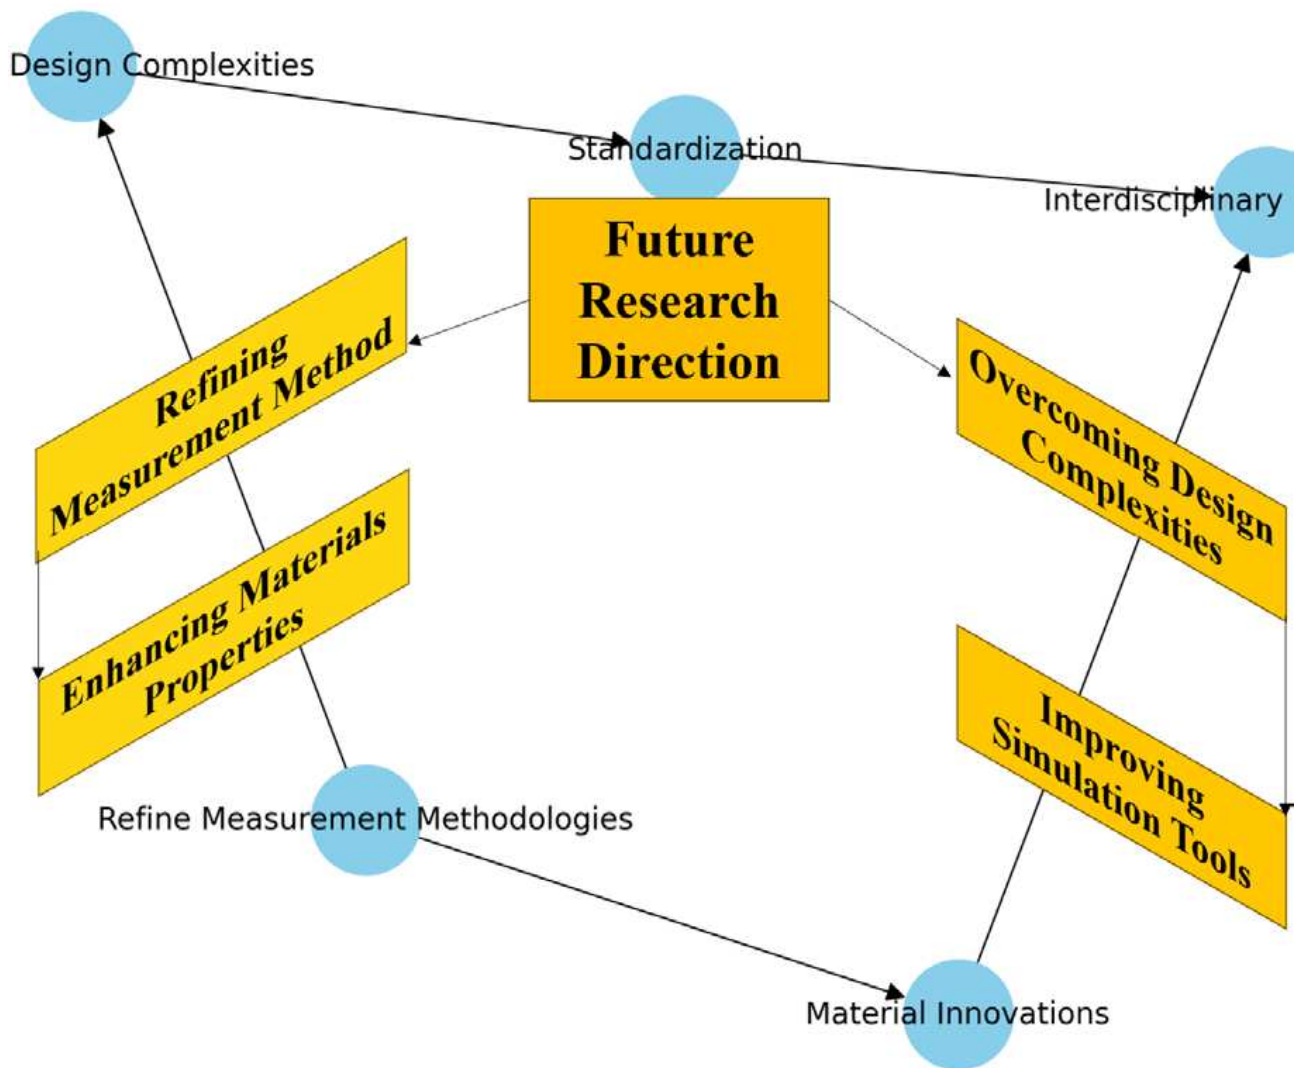 Design Complexities
Standardization
Interdisciplinary
Future
Research
Direction
Refining
Measurement Method
Overcoming Design
Complexities
Enhancing Materials
Properties
Improving
Simulation Tools
Refine Measurement Methodologies
Material Innovations